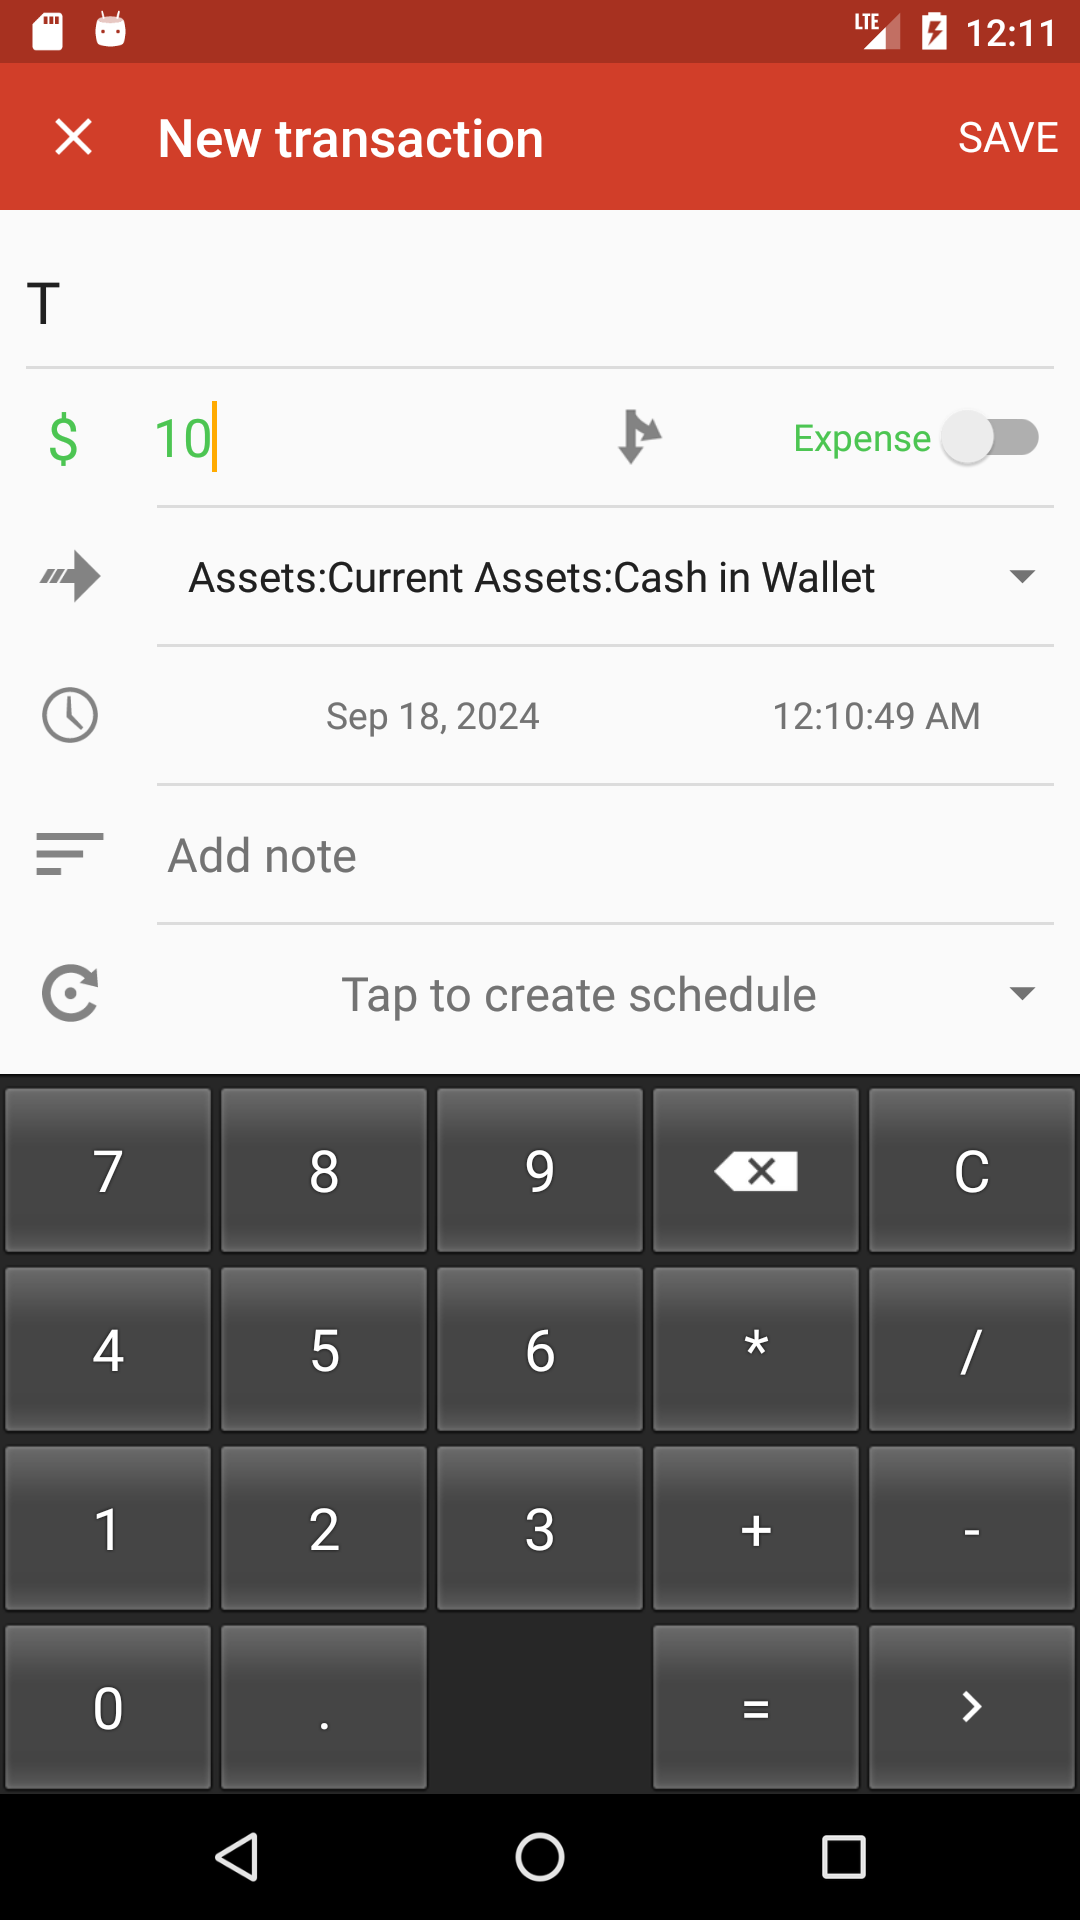 LTE 12:11
New transaction SAVE
T
$ 10 Expense
Assets:Current Assets:Cash in Wallet
Sep 18, 2024 12:10:49 AM
Add note
Tap to create schedule
7 8 9 C
4 5 6 * /
1 2 3 + -
0 . = >